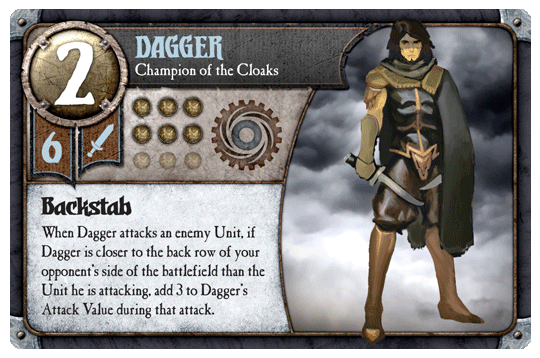 2
DAGGER
Champion of the Cloaks
6
Backstab
When Dagger attacks an enemy Unit, if
Dagger is closer to the back row of your
opponent's side of the battlefield than the
Unit he is attacking, add 3 to Dagger's
Attack Value during that attack.